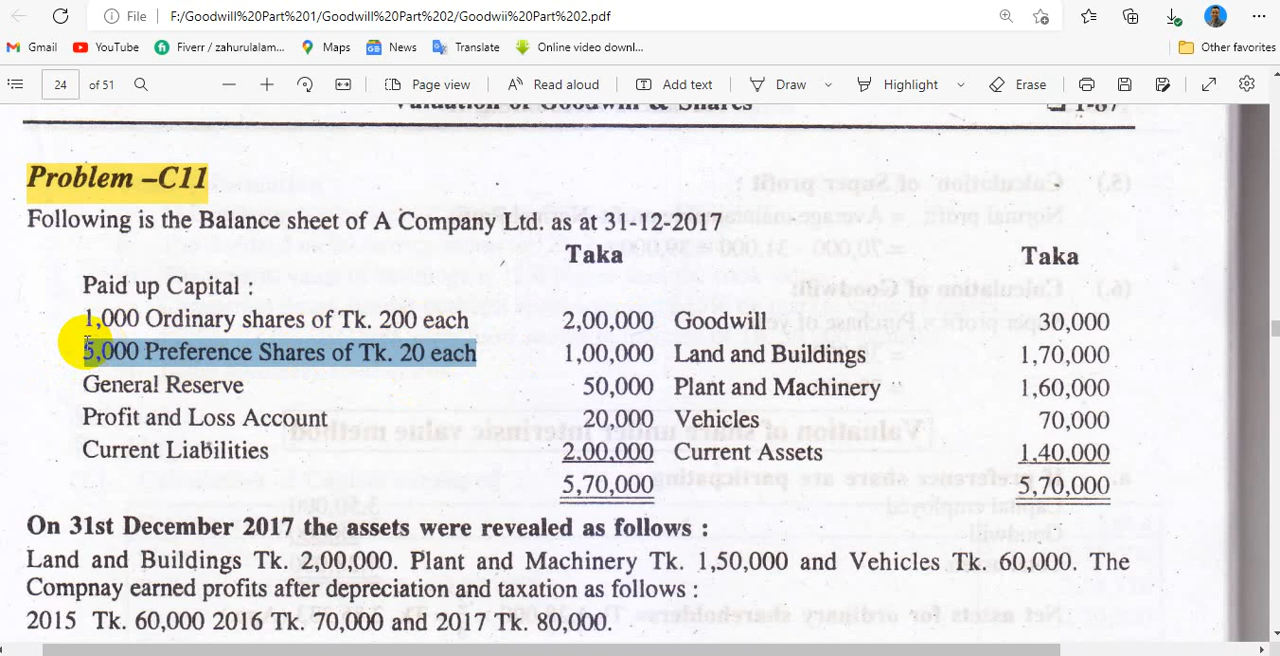 File F:/Goodwill%20Part%201/Goodwill%20Part%202/Goodwii%20Part%202.pdf
Gmail YouTube Fiverr / zahurulalam... Maps News Translate Online video downl... Other favorites
24 of 51 Page view Read aloud Add text Draw Highlight Erase
Valuation of Goodwill & Shares 1-67
Problem –C11
Following is the Balance sheet of A Company Ltd. as at 31-12-2017
Taka Taka
Paid up Capital :
1,000 Ordinary shares of Tk. 200 each 2,00,000 Goodwill 30,000
5,000 Preference Shares of Tk. 20 each 1,00,000 Land and Buildings 1,70,000
General Reserve 50,000 Plant and Machinery 1,60,000
Profit and Loss Account 20,000 Vehicles 70,000
Current Liabilities 2,00,000 Current Assets 1,40,000
5,70,000 5,70,000
On 31st December 2017 the assets were revealed as follows :
Land and Buildings Tk. 2,00,000. Plant and Machinery Tk. 1,50,000 and Vehicles Tk. 60,000. The
Compnay earned profits after depreciation and taxation as follows :
2015 Tk. 60,000 2016 Tk. 70,000 and 2017 Tk. 80,000.